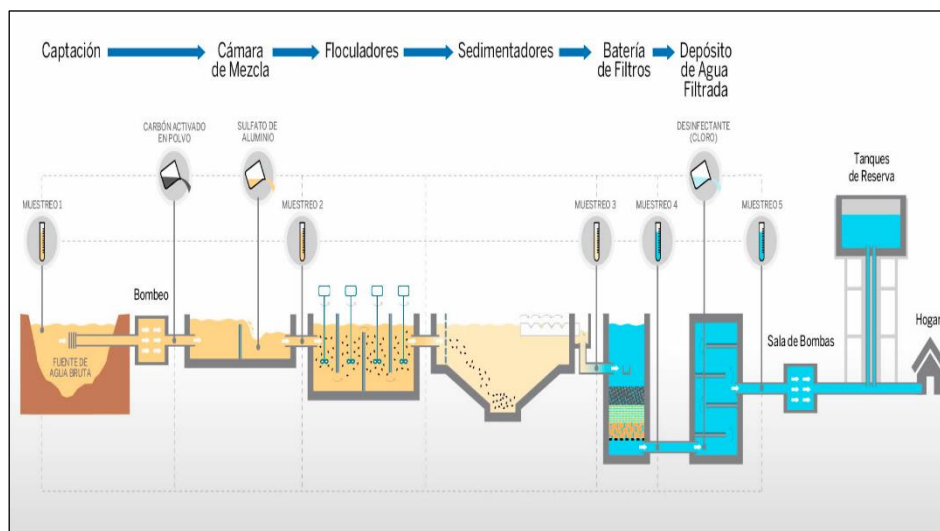 Captación
Cámara
de Mezcla
Floculadores
Sedimentadores
Batería
de Filtros
Depósito
de Agua
Filtrada
CARBÓN ACTIVADO
EN POLVO
SULFATO DE
ALUMINIO
DESINFECTANTE
(CLORO)
Tanques
de Reserva
MUESTREO 1
MUESTREO 2
MUESTREO 3
MUESTREO 4
MUESTREO 5
Bombeo
Hogar
Sala de Bombas
FUENTE DE
AGUA BRUTA